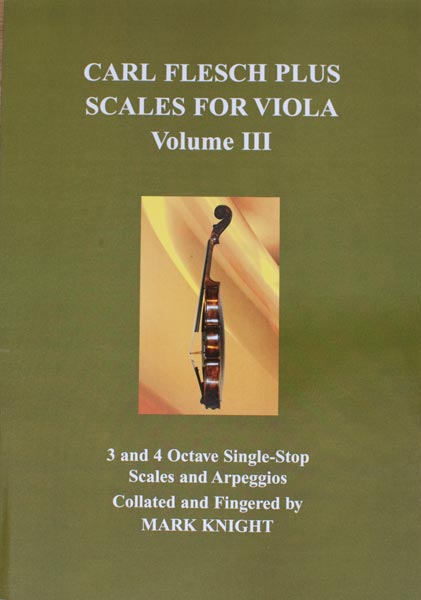 CARL FLESCH PLUS
SCALES FOR VIOLA
Volume III
3 and 4 Octave Single-Stop
Scales and Arpeggios
Collated and Fingered by
MARK KNIGHT